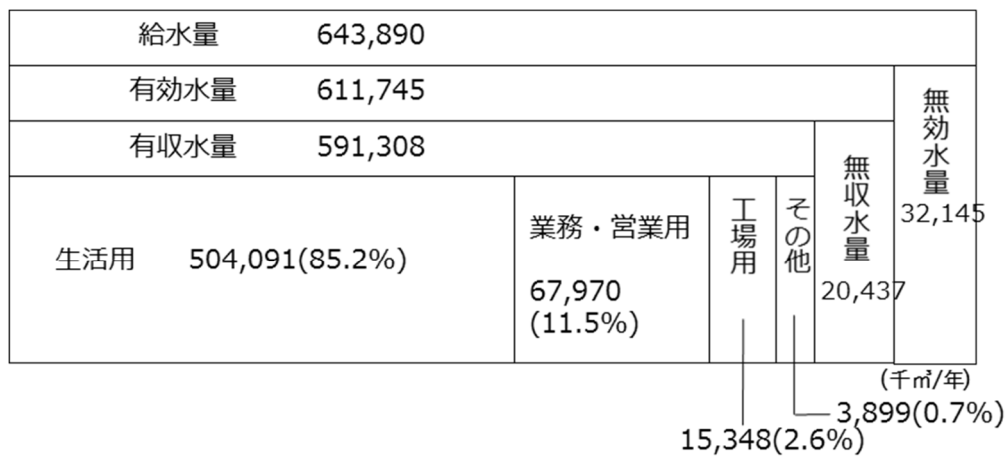 給水量 643,890
有効水量 611,745
有収水量 591,308
生活用 504,091(85.2%)
業務・営業用
67,970
(11.5%)
工場用
その他
無収水量
20,437
無効水量
32,145
(千㎥/年)
3,899(0.7%)
15,348(2.6%)